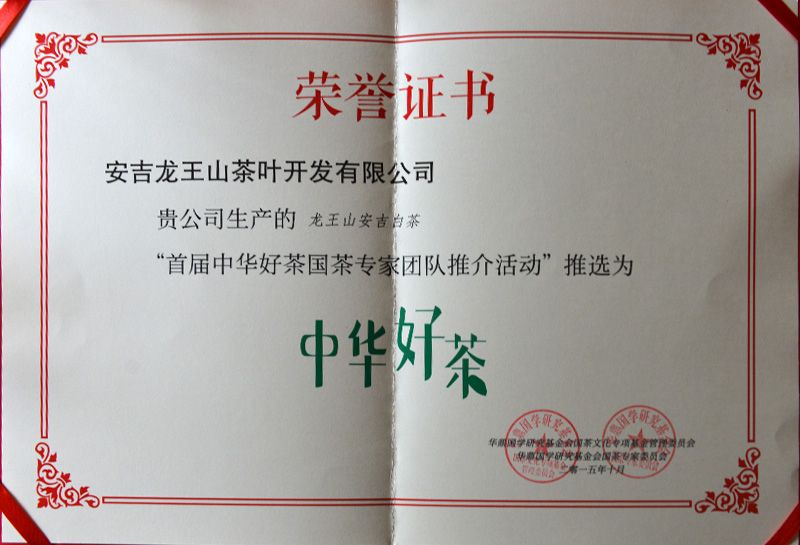 荣誉证书
安吉龙王山茶叶开发有限公司
贵公司生产的 龙王山安吉白茶
“首届中华好茶国茶专家团队推介活动”推选为
中华好茶
华鼎国学研究基金会国茶文化专项基金管理委员会
华鼎国学研究基金会国茶专家委员会
二零一五年十月